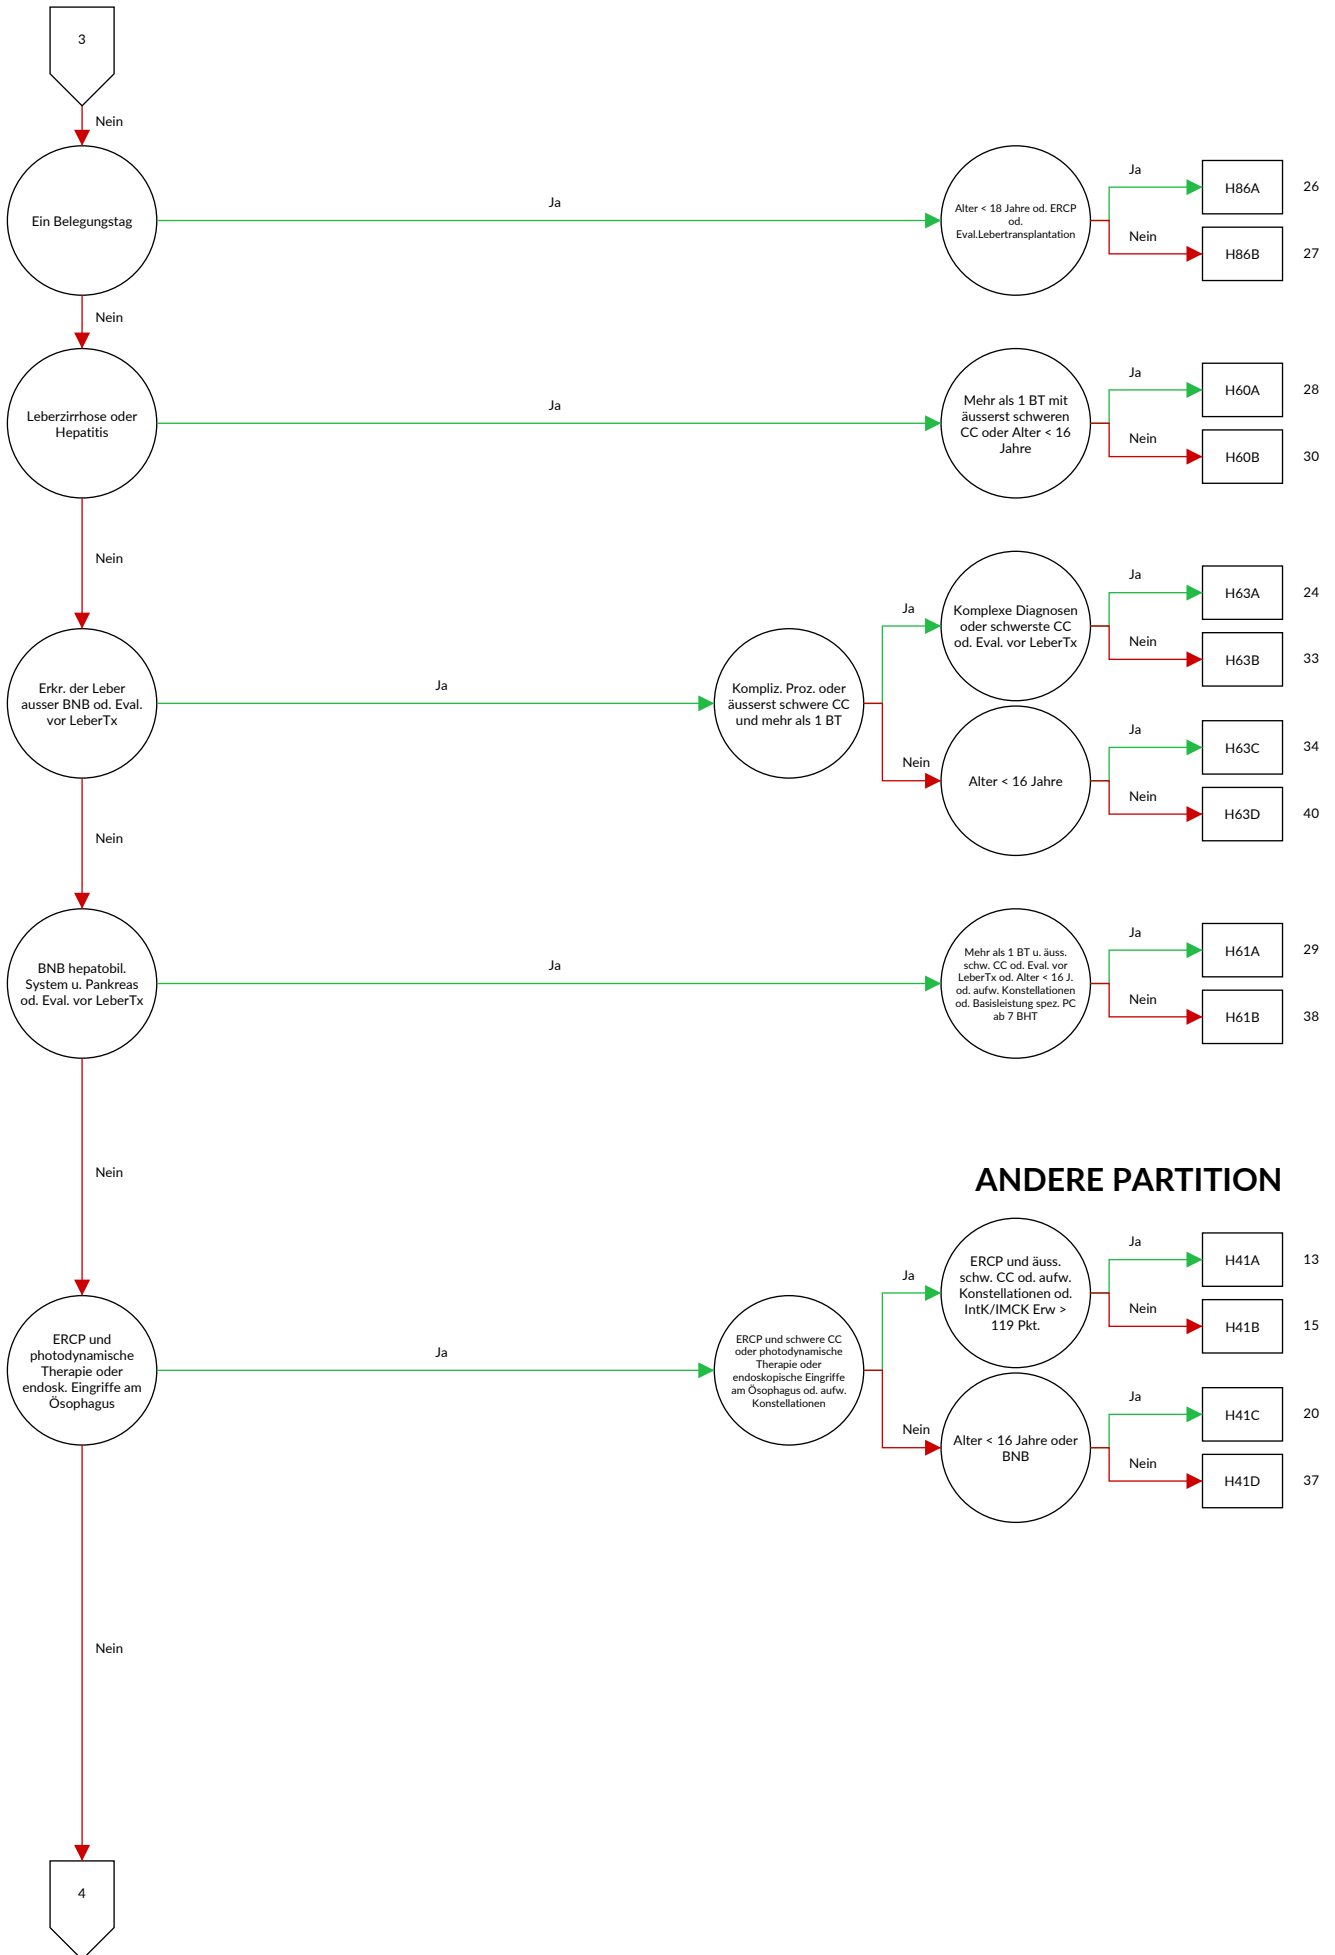 3
Nein
Ein Belegungstag
Ja
Alter < 18 Jahre od. ERCP
od.
Eval.Lebertransplantation
Ja
H86A
26
Nein
H86B
27
Nein
Leberzirrhose oder
Hepatitis
Ja
Mehr als 1 BT mit
äusserst schweren
CC oder Alter < 16
Jahre
Ja
H60A
28
Nein
H60B
30
Nein
Erkr. der Leber
ausser BNB od. Eval.
vor LeberTx
Ja
Kompliz. Proz. oder
äusserst schwere CC
und mehr als 1 BT
Ja
Komplexe Diagnosen
oder schwerste CC
od. Eval. vor LeberTx
Ja
H63A
24
Nein
H63B
33
Nein
Alter < 16 Jahre
Ja
H63C
34
Nein
H63D
40
Nein
BNB hepatobil.
System u. Pankreas
od. Eval. vor LeberTx
Ja
Mehr als 1 BT u. äuss.
schw. CC od. Eval. vor
LeberTx od. Alter < 16 J.
od. aufw. Konstellationen
od. Basisleistung spez. PC
ab 7 BHT
Ja
H61A
29
Nein
H61B
38
Nein
ANDERE PARTITION
ERCP und
photodynamische
Therapie oder
endosk. Eingriffe am
Ösophagus
Ja
ERCP und schwere CC
oder photodynamische
Therapie oder
endoskopische Eingriffe
am Ösophagus od. aufw.
Konstellationen
Ja
ERCP und äuss.
schw. CC od. aufw.
Konstellationen od.
IntK/IMCK Erw >
119 Pkt.
Ja
H41A
13
Nein
H41B
15
Nein
Alter < 16 Jahre oder
BNB
Ja
H41C
20
Nein
H41D
37
Nein
4